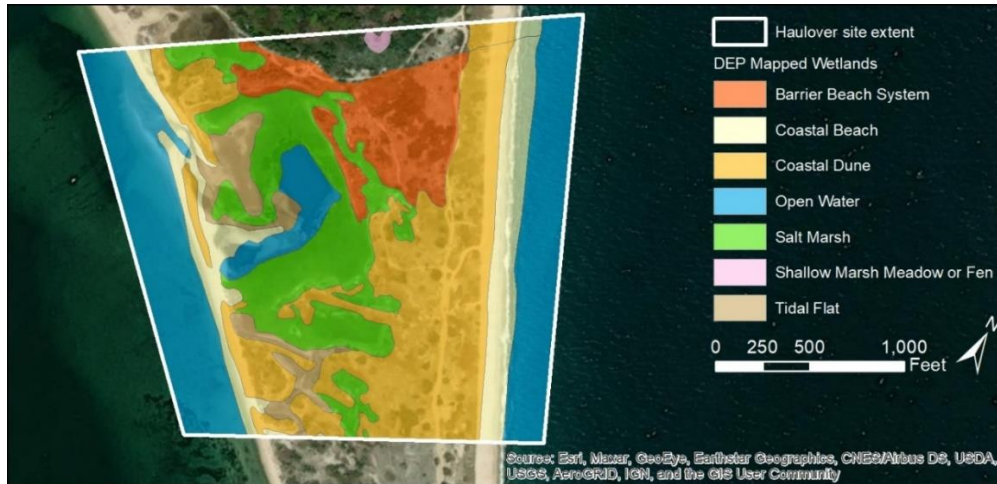 Haulover site extent
DEP Mapped Wetlands
Barrier Beach System
Coastal Beach
Coastal Dune
Open Water
Salt Marsh
Shallow Marsh Meadow or Fen
Tidal Flat
0 250 500 1,000
Feet
N
Source: Esri, Maxar, GeoEye, Earthstar Geographics, CNES/Airbus DS, USDA,
USGS, AeroGRID, IGN, and the GIS User Community